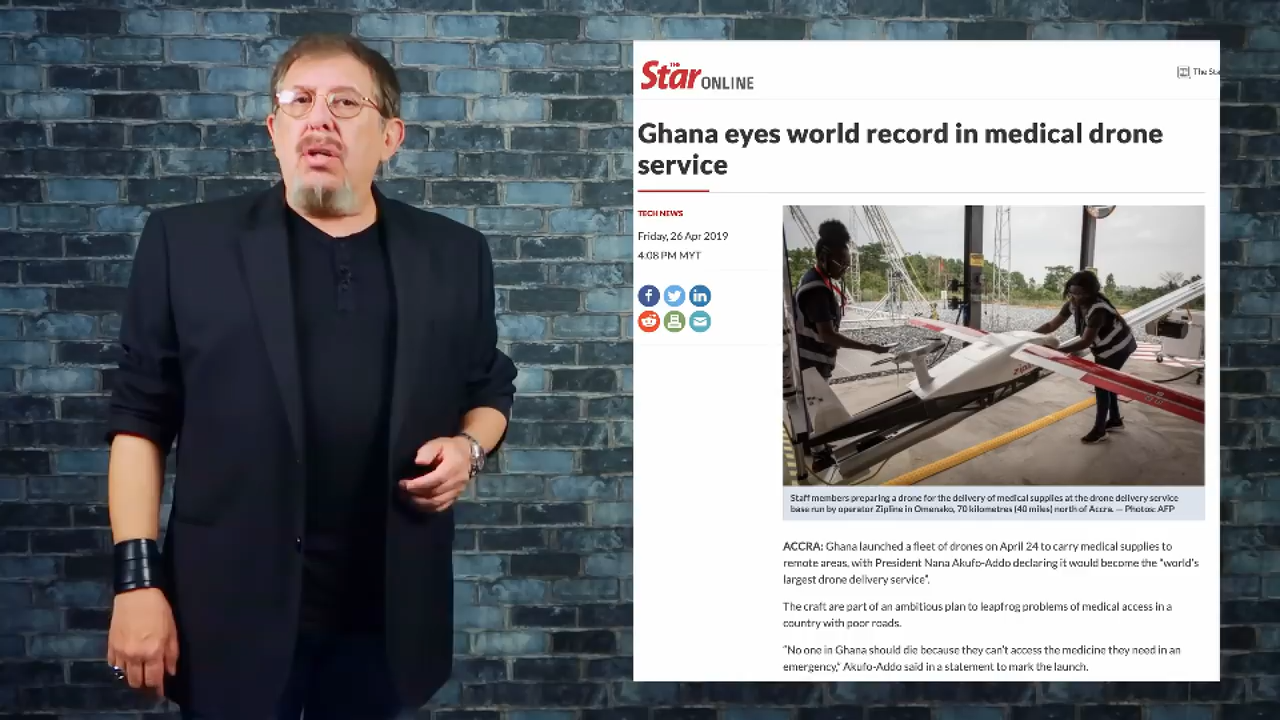 THE
Star ONLINE
The Sta
Ghana eyes world record in medical drone
service
TECH NEWS
Friday, 26 Apr 2019
4:08 PM MYT
Staff members preparing a drone for the delivery of medical supplies at the drone delivery service
base run by operator Zipline in Omenako, 70 kilometres (40 miles) north of Accra. — Photos: AFP
ACCRA: Ghana launched a fleet of drones on April 24 to carry medical supplies to
remote areas, with President Nana Akufo-Addo declaring it would become the "world's
largest drone delivery service".
The craft are part of an ambitious plan to leapfrog problems of medical access in a
country with poor roads.
"No one in Ghana should die because they can't access the medicine they need in an
emergency," Akufo-Addo said in a statement to mark the launch.